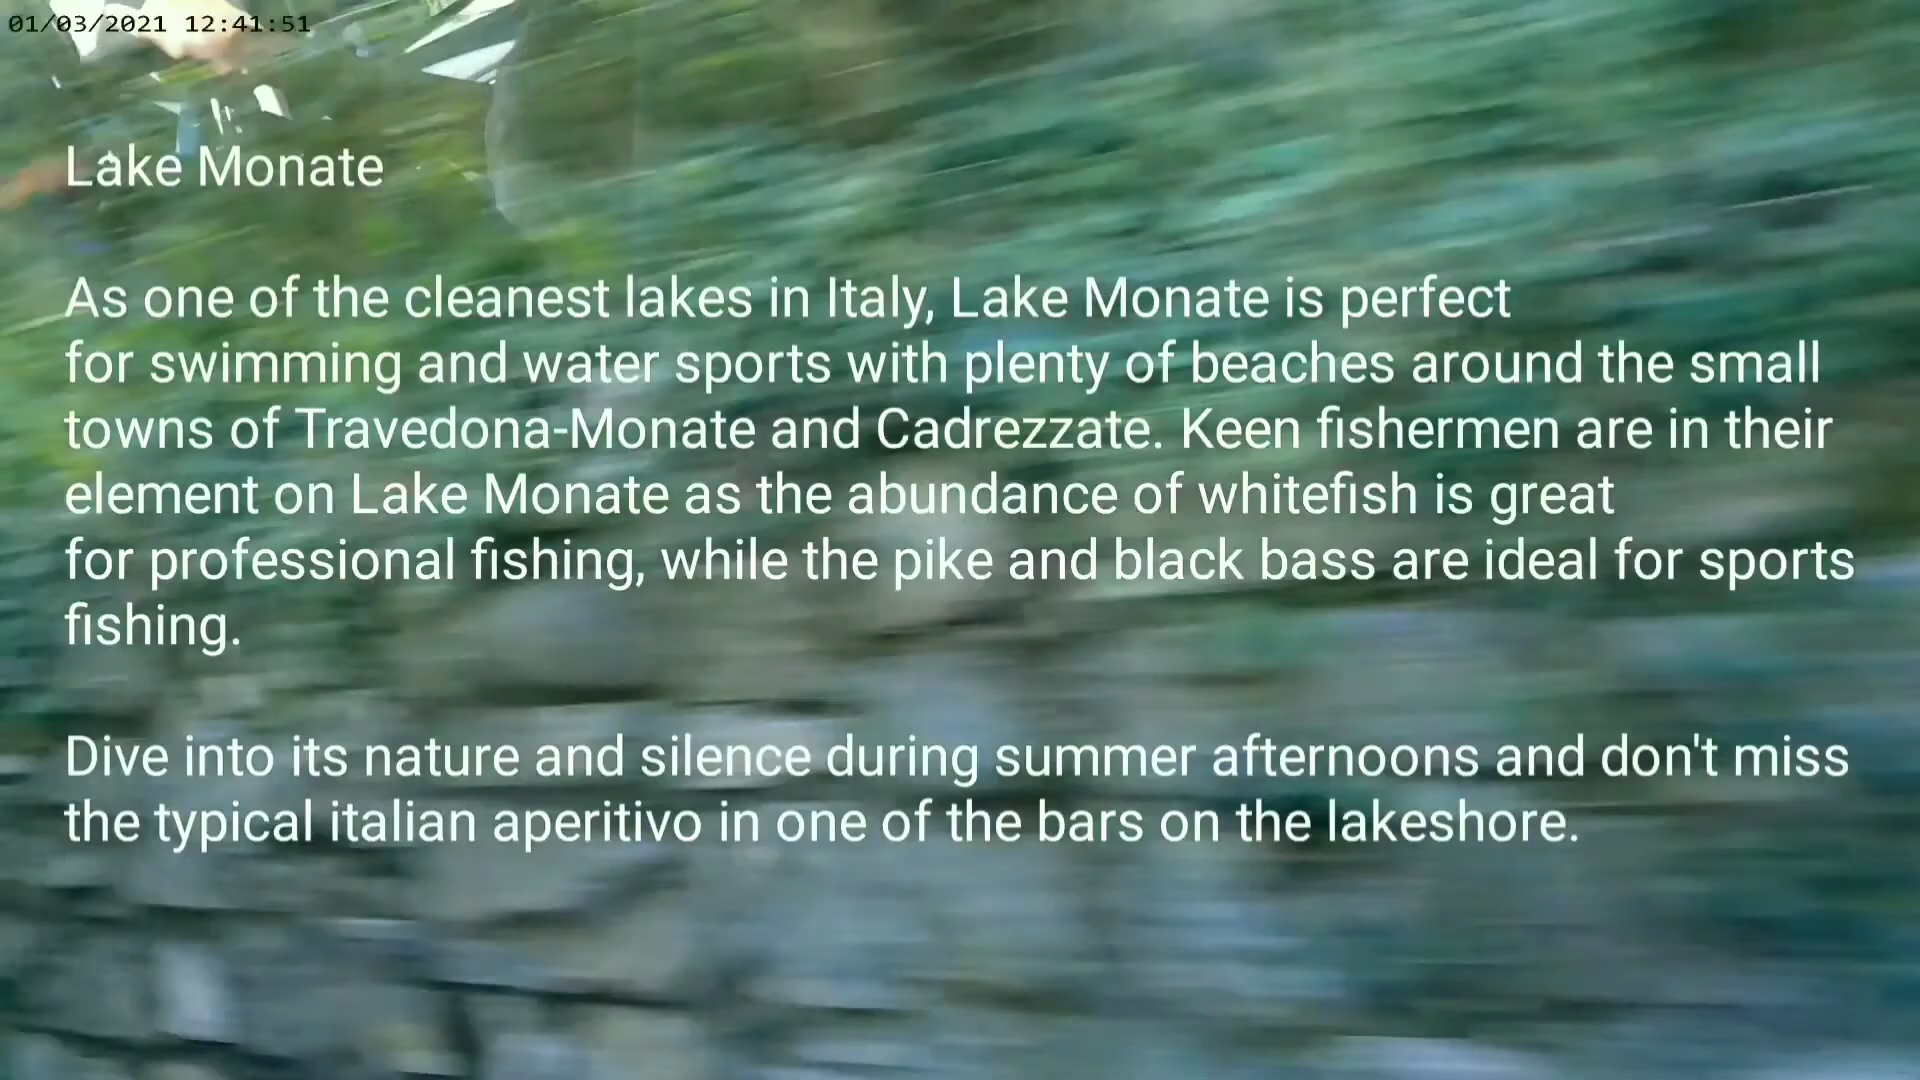 01/03/2021 12:41:51
Lake Monate
As one of the cleanest lakes in Italy, Lake Monate is perfect
for swimming and water sports with plenty of beaches around the small
towns of Travedona-Monate and Cadrezzate. Keen fishermen are in their
element on Lake Monate as the abundance of whitefish is great
for professional fishing, while the pike and black bass are ideal for sports
fishing.
Dive into its nature and silence during summer afternoons and don't miss
the typical italian aperitivo in one of the bars on the lakeshore.